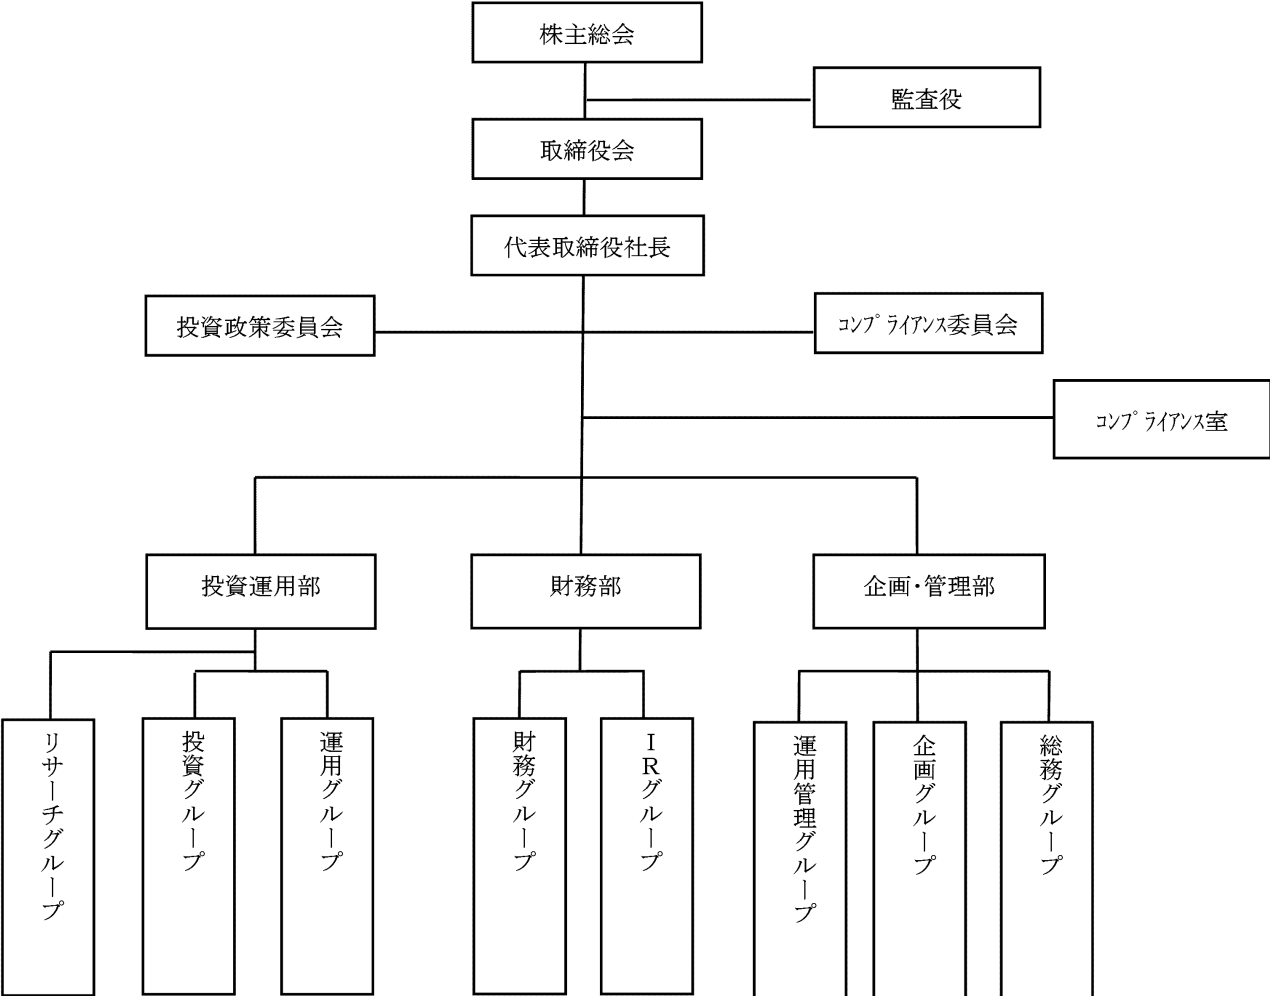 株主総会
監査役
取締役会
代表取締役社長
投資政策委員会
ｺﾝﾌﾟﾗｲｱﾝｽ委員会
ｺﾝﾌﾟﾗｲｱﾝｽ室
投資運用部
財務部
企画・管理部
リサーチグループ
投資グループ
運用グループ
財務グループ
ＩＲグループ
運用管理グループ
企画グループ
総務グループ